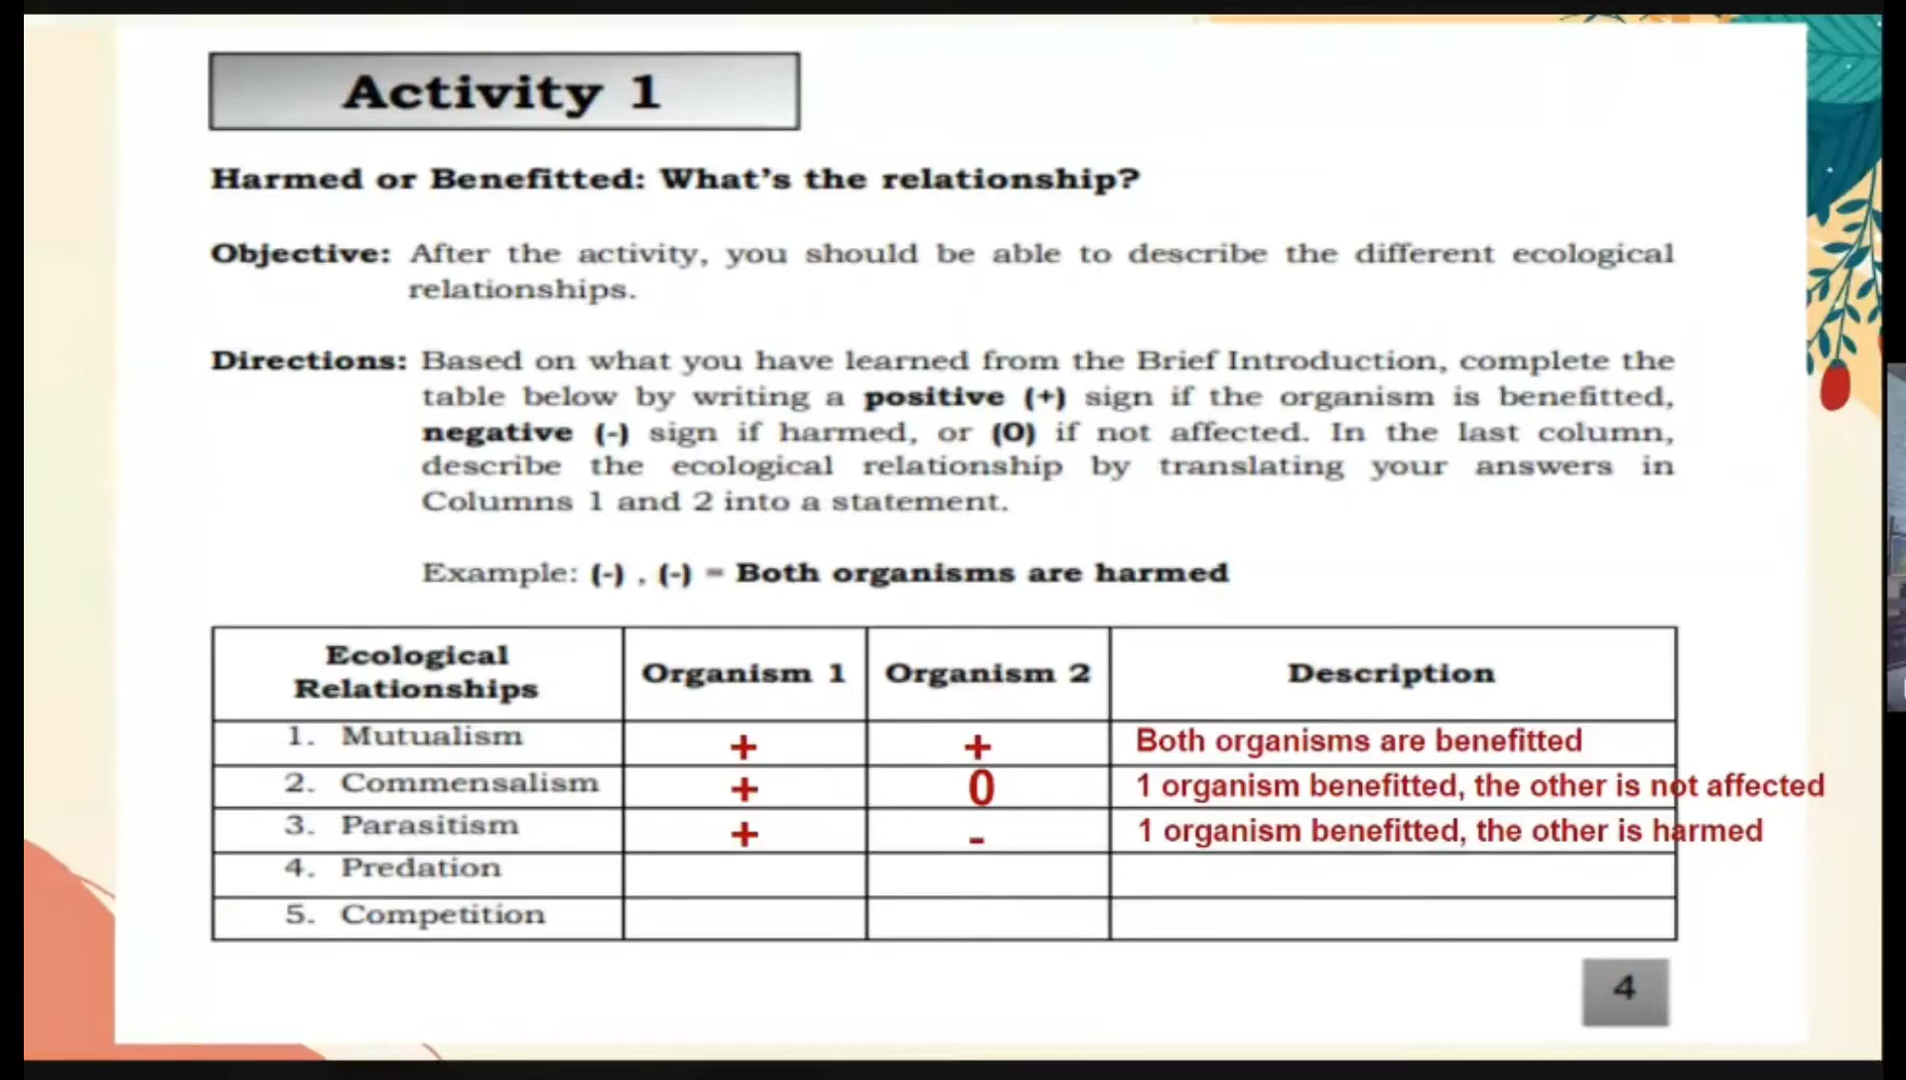 Activity 1
Harmed or Benefitted: What's the relationship?
Objective: After the activity, you should be able to describe the different ecological
relationships.
Directions: Based on what you have learned from the Brief Introduction, complete the
table below by writing a positive (+) sign if the organism is benefitted,
negative (-) sign if harmed, or (0) if not affected. In the last column,
describe the ecological relationship by translating your answers in
Columns 1 and 2 into a statement.
Example: (-) , (-) = Both organisms are harmed
Ecological
Relationships
Organism 1
Organism 2
Description
1. Mutualism + + Both organisms are benefitted
2. Commensalism + 0 1 organism benefitted, the other is not affected
3. Parasitism + - 1 organism benefitted, the other is harmed
4. Predation
5. Competition
4